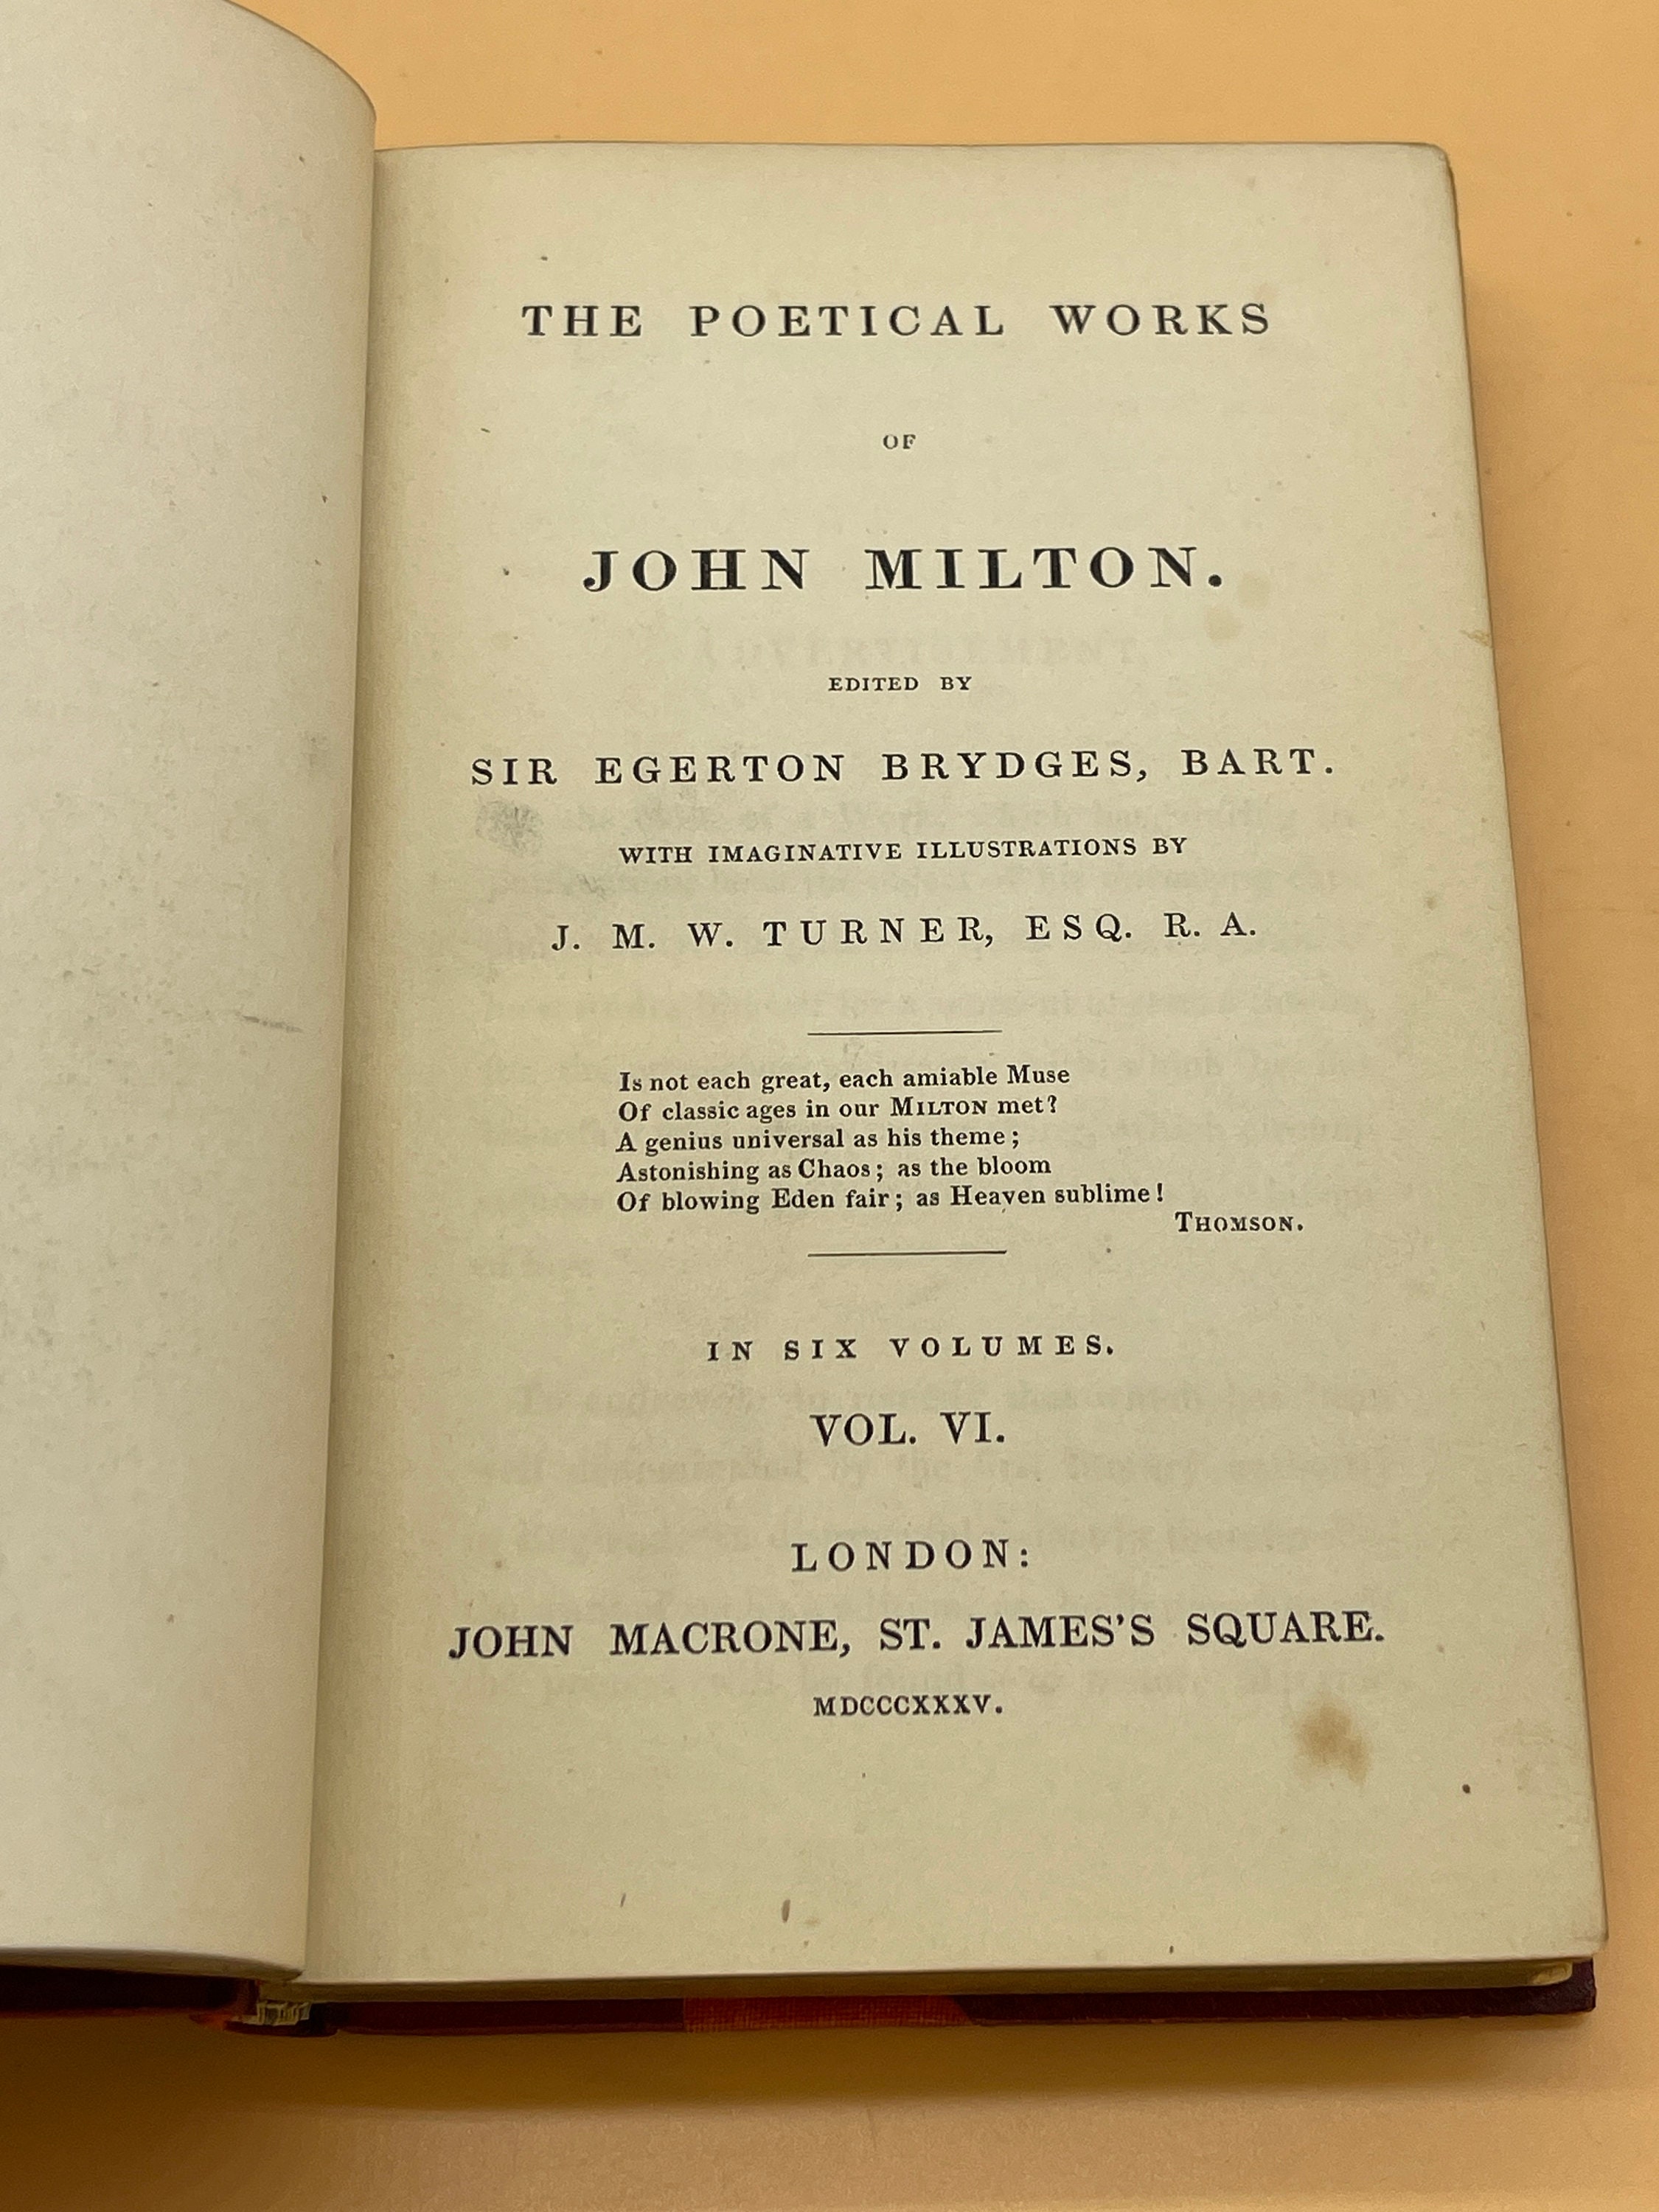 THE POETICAL WORKS
OF
JOHN MILTON.
EDITED BY
SIR EGERTON BRYDGES, BART.
WITH IMAGINATIVE ILLUSTRATIONS BY
J. M. W. TURNER, ESQ. R. A.
Is not each great, each amiable Muse
Of classic ages in our MILTON met?
A genius universal as his theme;
Astonishing as Chaos; as the bloom
Of blowing Eden fair; as Heaven sublime!
THOMSON.
IN SIX VOLUMES.
VOL. VI.
LONDON:
JOHN MACRONE, ST. JAMES'S SQUARE.
MDCCCXXXV.